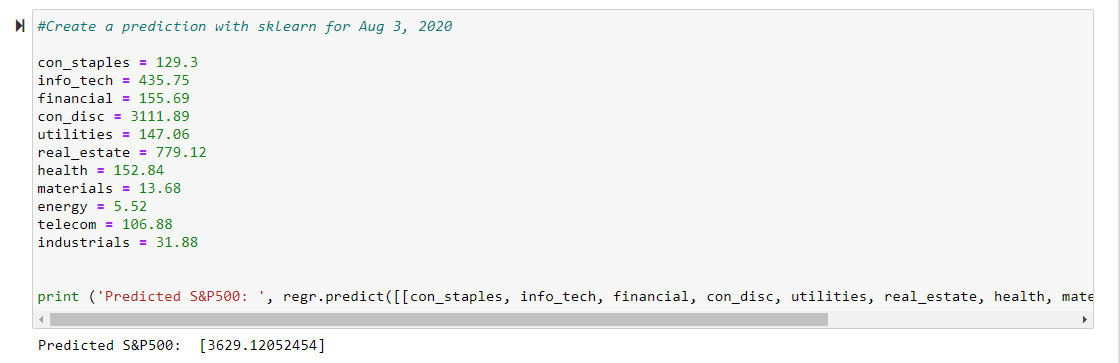 #Create a prediction with sklearn for Aug 3, 2020
con_staples = 129.3
info_tech = 435.75
financial = 155.69
con_disc = 3111.89
utilities = 147.06
real_estate = 779.12
health = 152.84
materials = 13.68
energy = 5.52
telecom = 106.88
industrials = 31.88
print ('Predicted S&P500: ', regr.predict([[con_staples, info_tech, financial, con_disc, utilities, real_estate, health, mate
Predicted S&P500:  [3629.12052454]